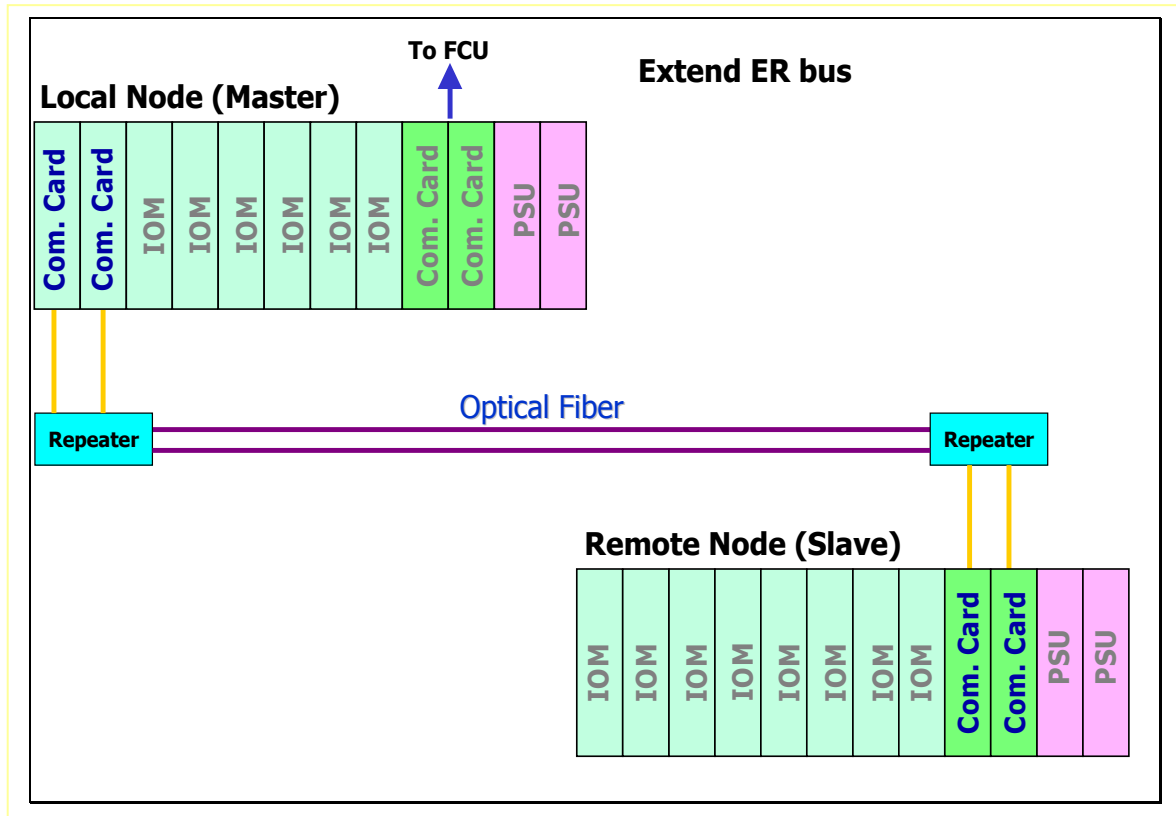 To FCU
Extend ER bus
Local Node (Master)
Com. Card
Com. Card
IOM
IOM
IOM
IOM
IOM
IOM
Com. Card
Com. Card
PSU
PSU
Optical Fiber
Repeater
Repeater
Remote Node (Slave)
IOM
IOM
IOM
IOM
IOM
IOM
IOM
IOM
Com. Card
Com. Card
PSU
PSU